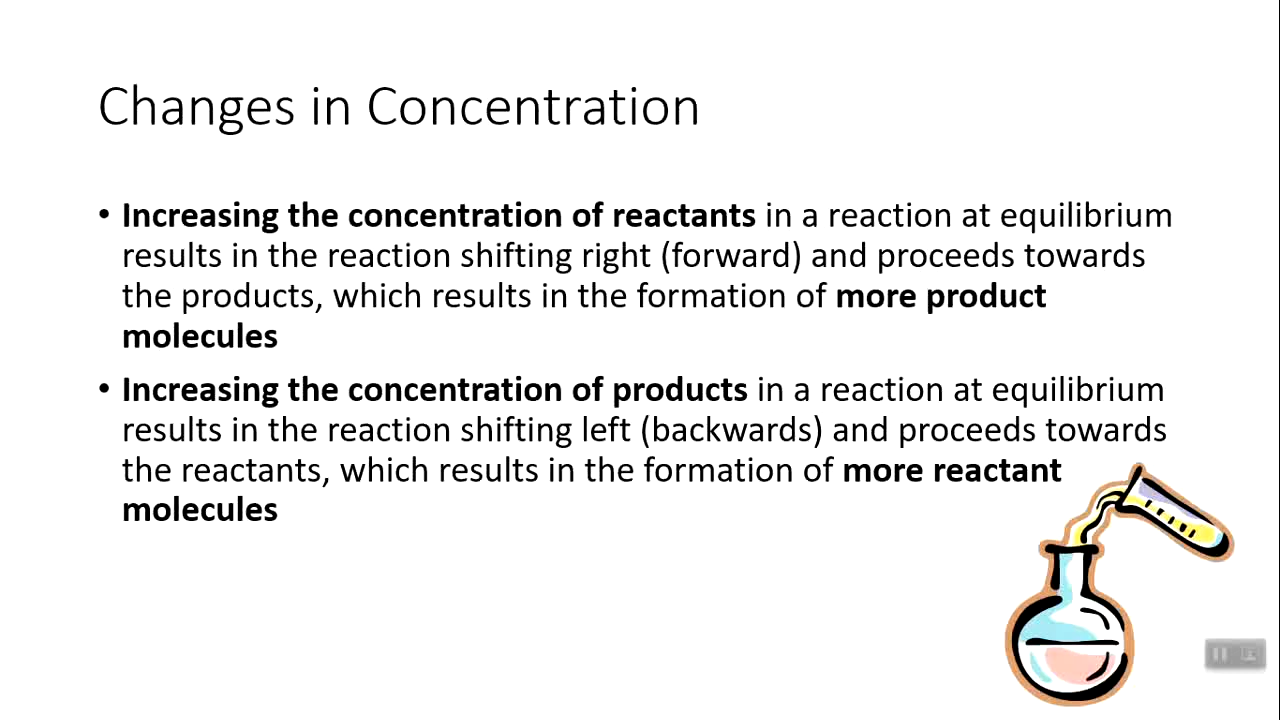 Changes in Concentration
• Increasing the concentration of reactants in a reaction at equilibrium
results in the reaction shifting right (forward) and proceeds towards
the products, which results in the formation of more product
molecules
• Increasing the concentration of products in a reaction at equilibrium
results in the reaction shifting left (backwards) and proceeds towards
the reactants, which results in the formation of more reactant
molecules